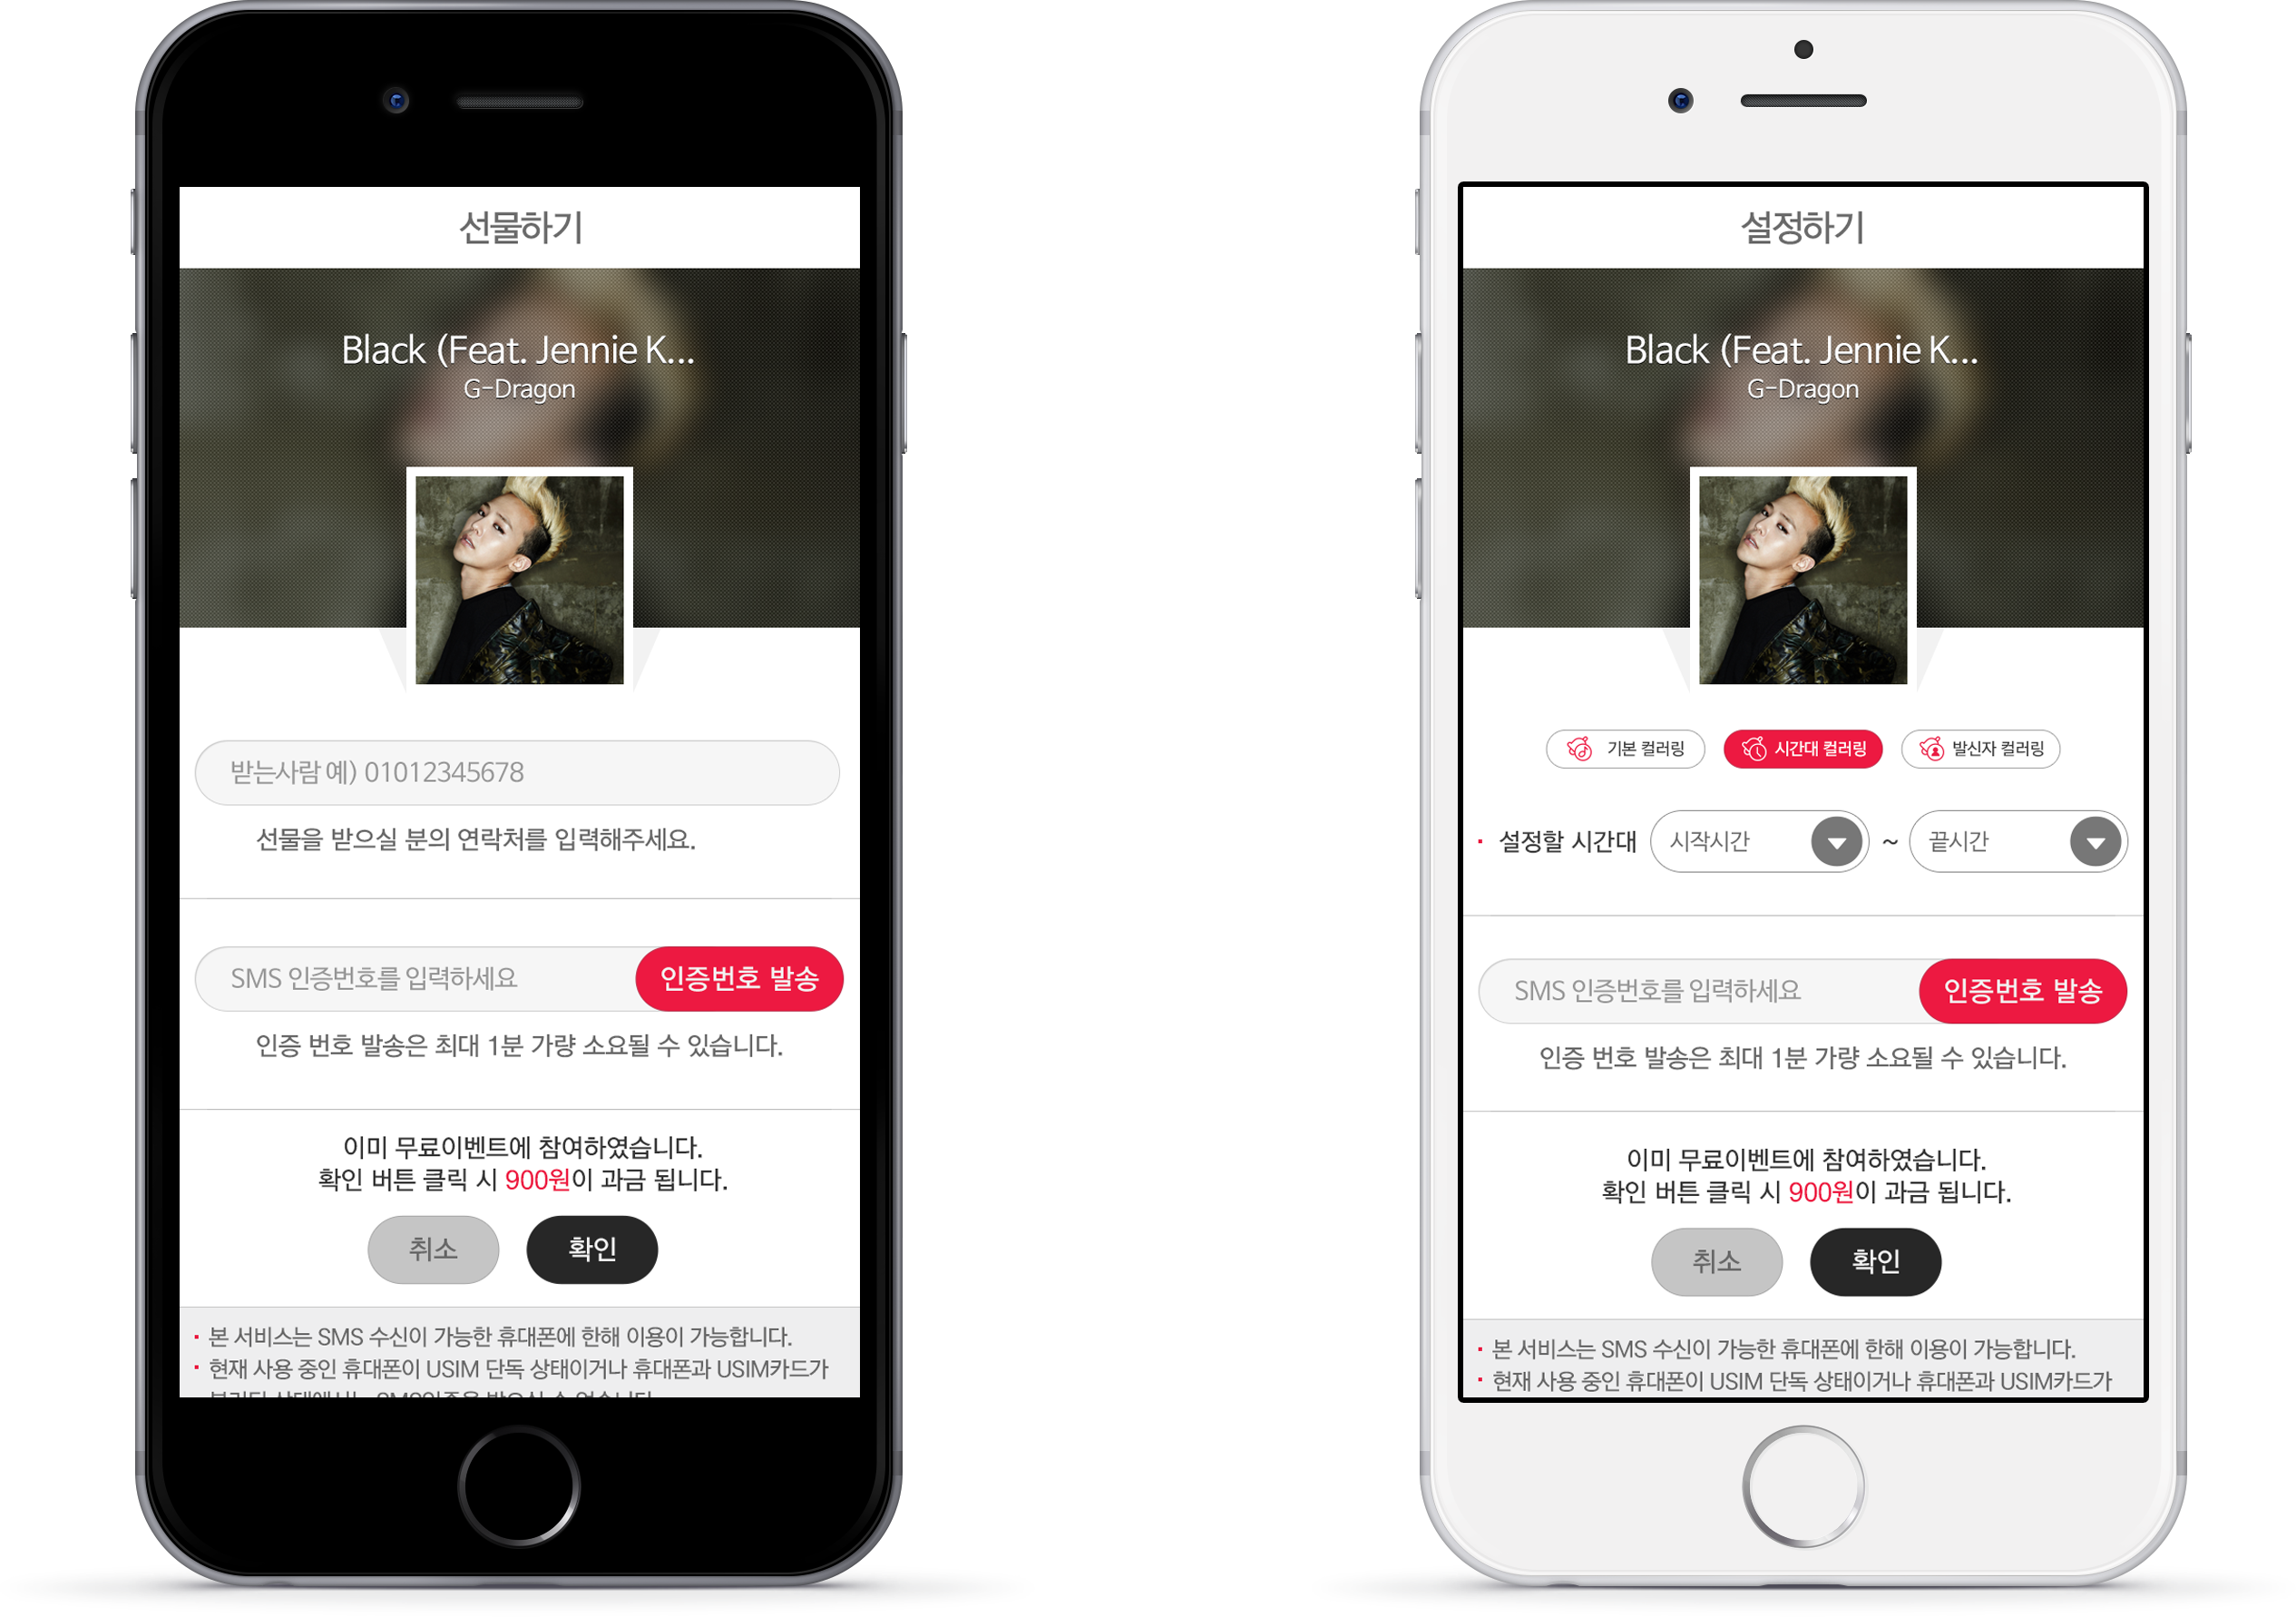 선물하기
Black (Feat. Jennie K...
G-Dragon
받는사람 예) 01012345678
선물을 받으실 분의 연락처를 입력해주세요.
SMS 인증번호를 입력하세요
인증번호 발송
인증 번호 발송은 최대 1분 가량 소요될 수 있습니다.
이미 무료이벤트에 참여하였습니다.
확인 버튼 클릭 시 900원이 과금 됩니다.
취소
확인
본 서비스는 SMS 수신이 가능한 휴대폰에 한해 이용이 가능합니다.
현재 사용 중인 휴대폰이 USIM 단독 상태이거나 휴대폰과 USIM카드가
설정하기
Black (Feat. Jennie K...
G-Dragon
기본 컬러링
시간대 컬러링
발신자 컬러링
설정할 시간대 시작시간 ~ 끝시간
SMS 인증번호를 입력하세요
인증번호 발송
인증 번호 발송은 최대 1분 가량 소요될 수 있습니다.
이미 무료이벤트에 참여하였습니다.
확인 버튼 클릭 시 900원이 과금 됩니다.
취소
확인
본 서비스는 SMS 수신이 가능한 휴대폰에 한해 이용이 가능합니다.
현재 사용 중인 휴대폰이 USIM 단독 상태이거나 휴대폰과 USIM카드가